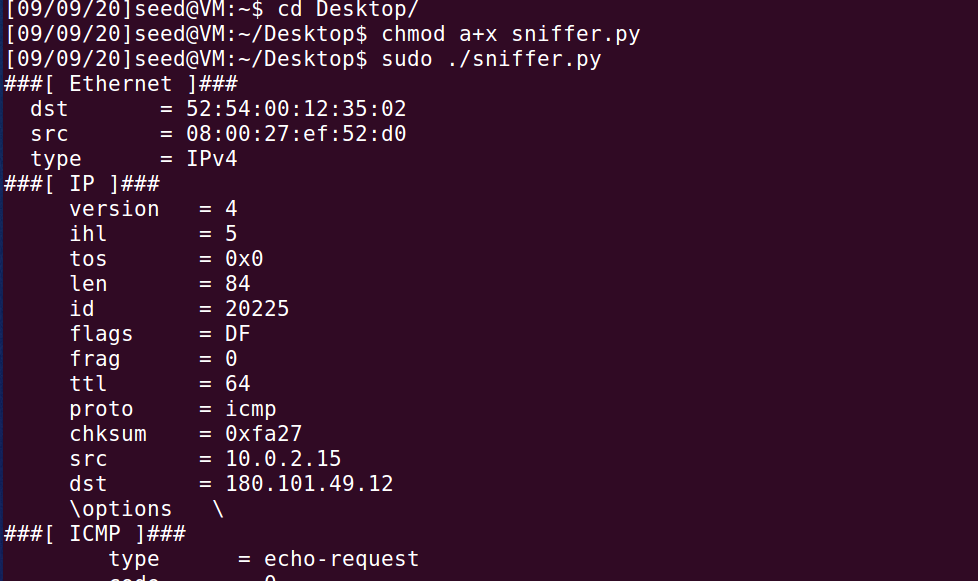 [09/09/20]seed@VM:~$ cd Desktop/
[09/09/20]seed@VM:~/Desktop$ chmod a+x sniffer.py
[09/09/20]seed@VM:~/Desktop$ sudo ./sniffer.py
###[ Ethernet ]###
  dst       = 52:54:00:12:35:02
  src       = 08:00:27:ef:52:d0
  type      = IPv4
###[ IP ]###
     version   = 4
     ihl       = 5
     tos       = 0x0
     len       = 84
     id        = 20225
     flags     = DF
     frag      = 0
     ttl       = 64
     proto     = icmp
     chksum    = 0xfa27
     src       = 10.0.2.15
     dst       = 180.101.49.12
     \options   \
###[ ICMP ]###
        type      = echo-request
        code      = 0